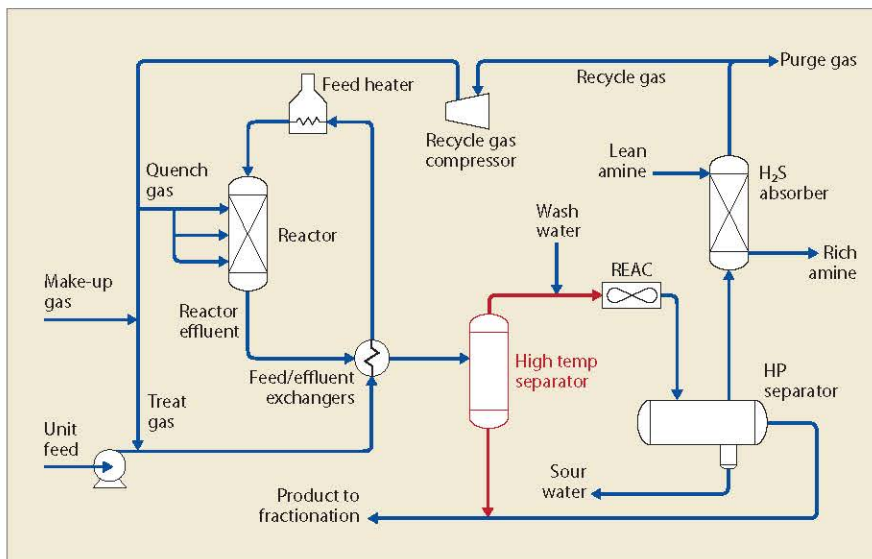 Purge gas
Recycle gas
Feed heater
Recycle gas
compressor
Lean
amine
H₂S
absorber
Quench
gas
Reactor
Wash
water
REAC
Rich
amine
Make-up
gas
Reactor
effluent
High temp
separator
HP
separator
Feed/effluent
exchangers
Treat
gas
Unit
feed
Sour
water
Product to
fractionation